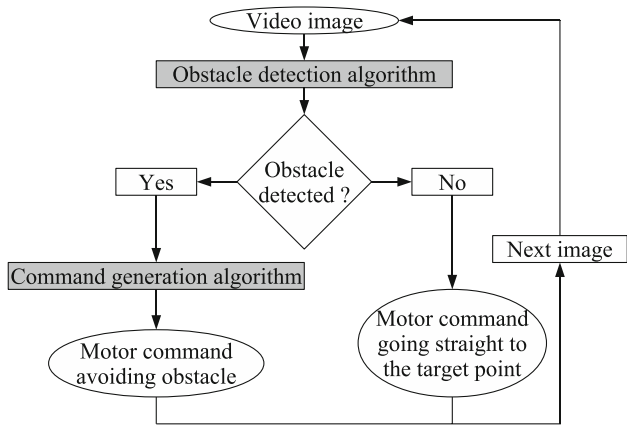 Video image
Obstacle detection algorithm
Obstacle
detected ?
Yes
No
Next image
Command generation algorithm
Motor command
going straight to
the target point
Motor command
avoiding obstacle